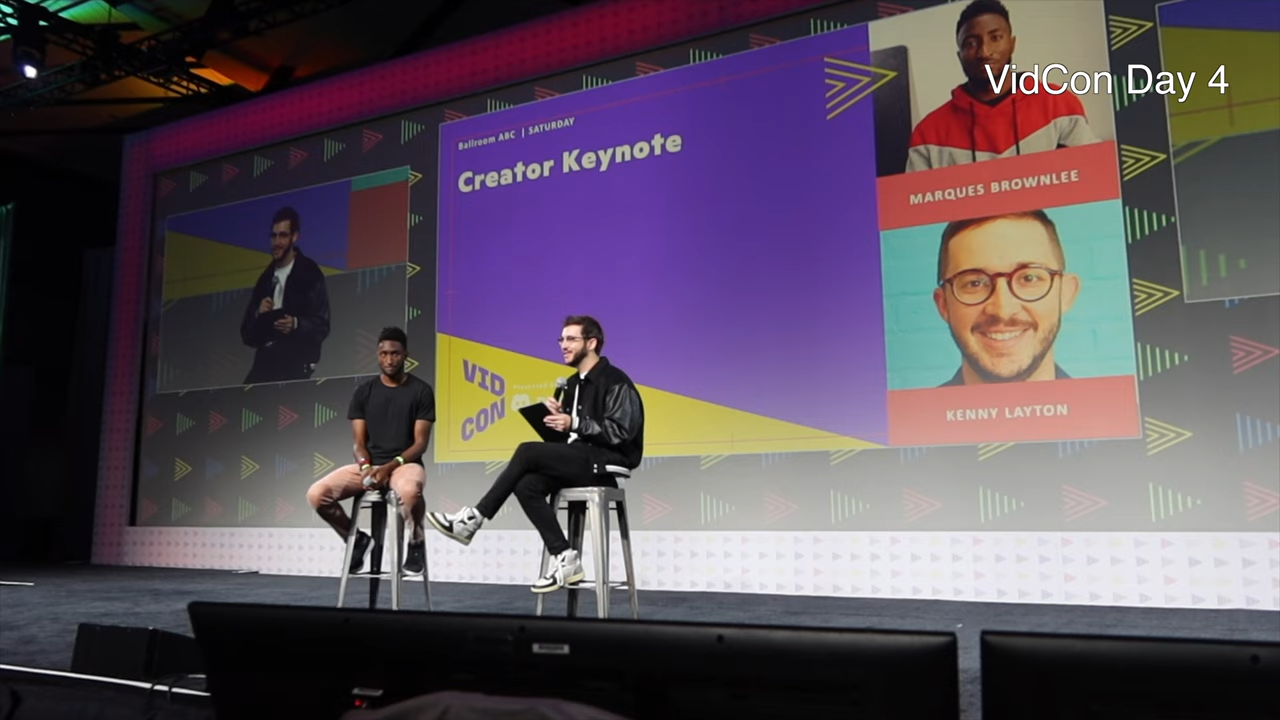 VidCon Day 4
Ballroom ABC | SATURDAY
Creator Keynote
MARQUES BROWNLEE
KENNY LAYTON
VID
CON